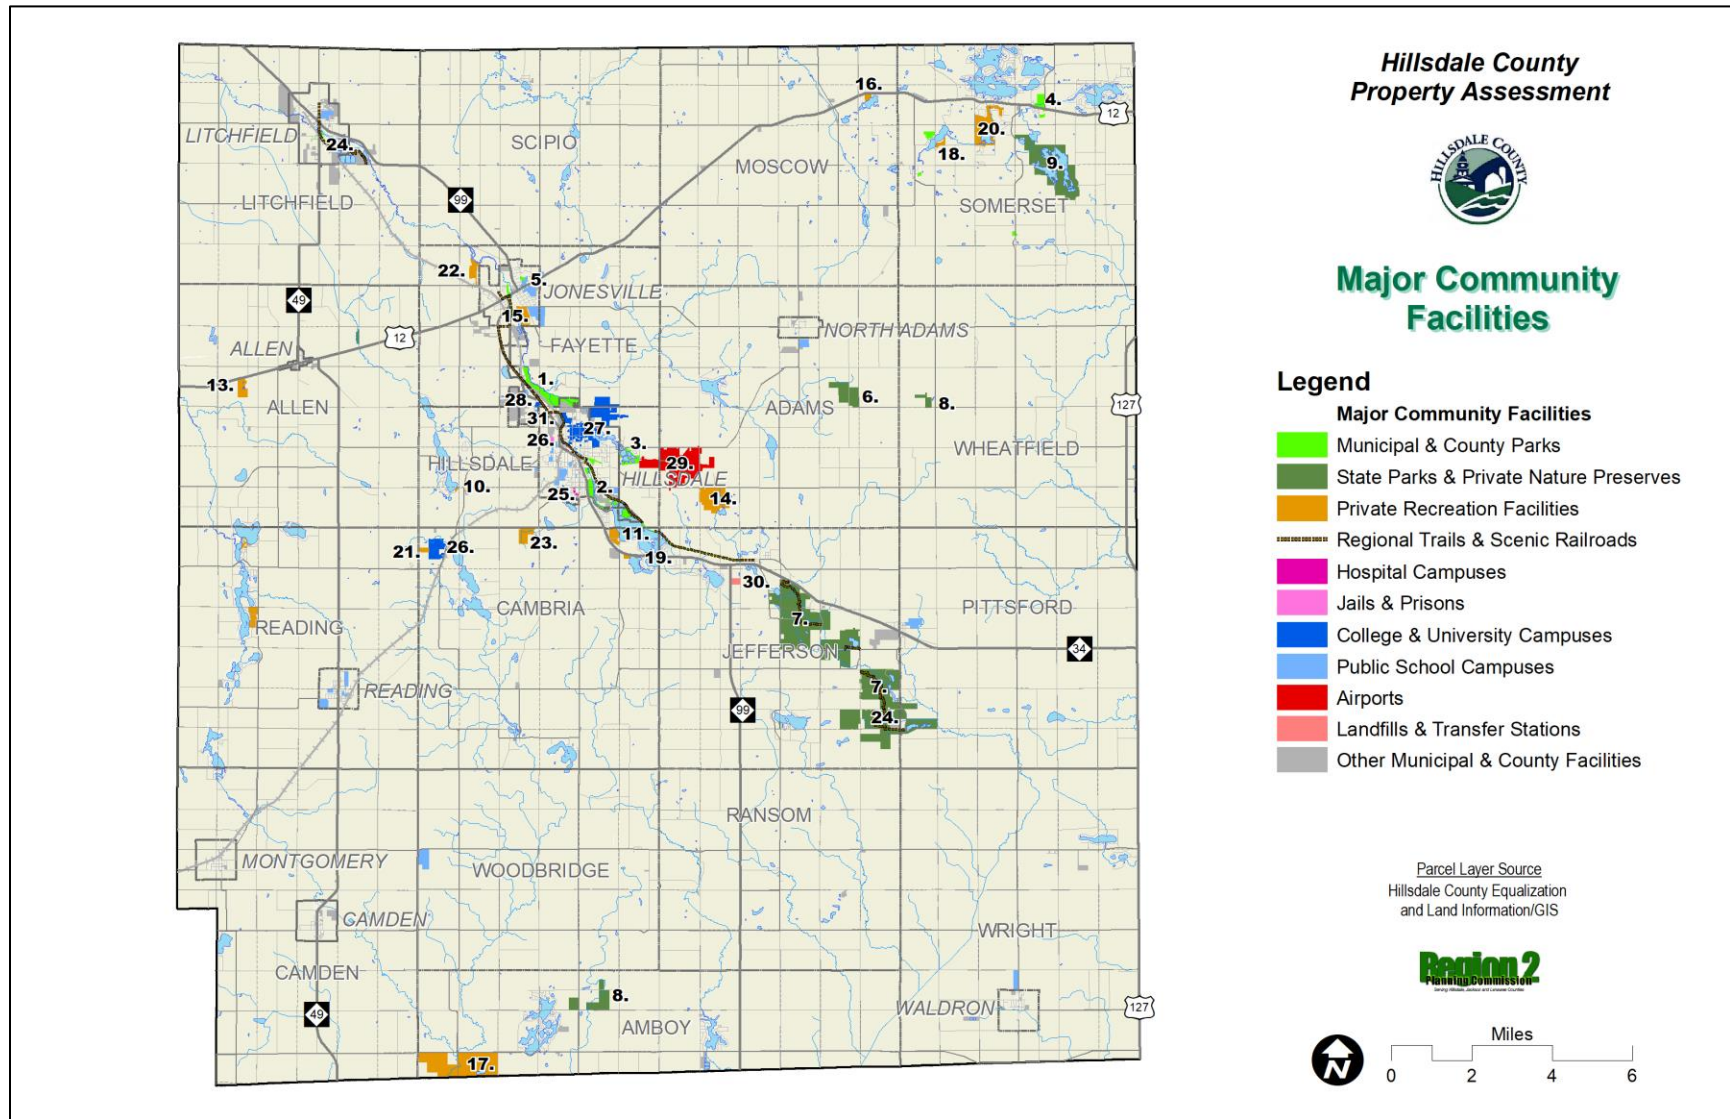 Hillsdale County
Property Assessment
HILLSDALE COUNTY
Major Community
Facilities
Legend
Major Community Facilities
Municipal & County Parks
State Parks & Private Nature Preserves
Private Recreation Facilities
Regional Trails & Scenic Railroads
Hospital Campuses
Jails & Prisons
College & University Campuses
Public School Campuses
Airports
Landfills & Transfer Stations
Other Municipal & County Facilities
Parcel Layer Source
Hillsdale County Equalization
and Land Information/GIS
Region 2
Planning Commission
Serving Hillsdale, Jackson and Lenawee Counties
N
Miles
0 2 4 6
16.
4.
12
LITCHFIELD
24.
SCIPIO
20.
18.
9.
MOSCOW
LITCHFIELD
99
SOMERSET
22.
5.
JONESVILLE
49
15.
12
NORTH ADAMS
ALLEN
FAYETTE
13.
1.
ALLEN
28.
ADAMS
6.
8.
127
31.
27.
26.
3.
WHEATFIELD
HILLSDALE
29.
HILLSDALE
10.
25.
2.
14.
21.
26.
23.
11.
19.
30.
CAMBRIA
PITTSFORD
READING
7.
JEFFERSON
34
READING
7.
99
24.
RANSOM
MONTGOMERY
WOODBRIDGE
CAMDEN
WRIGHT
CAMDEN
49
8.
AMBOY
WALDRON
127
17.